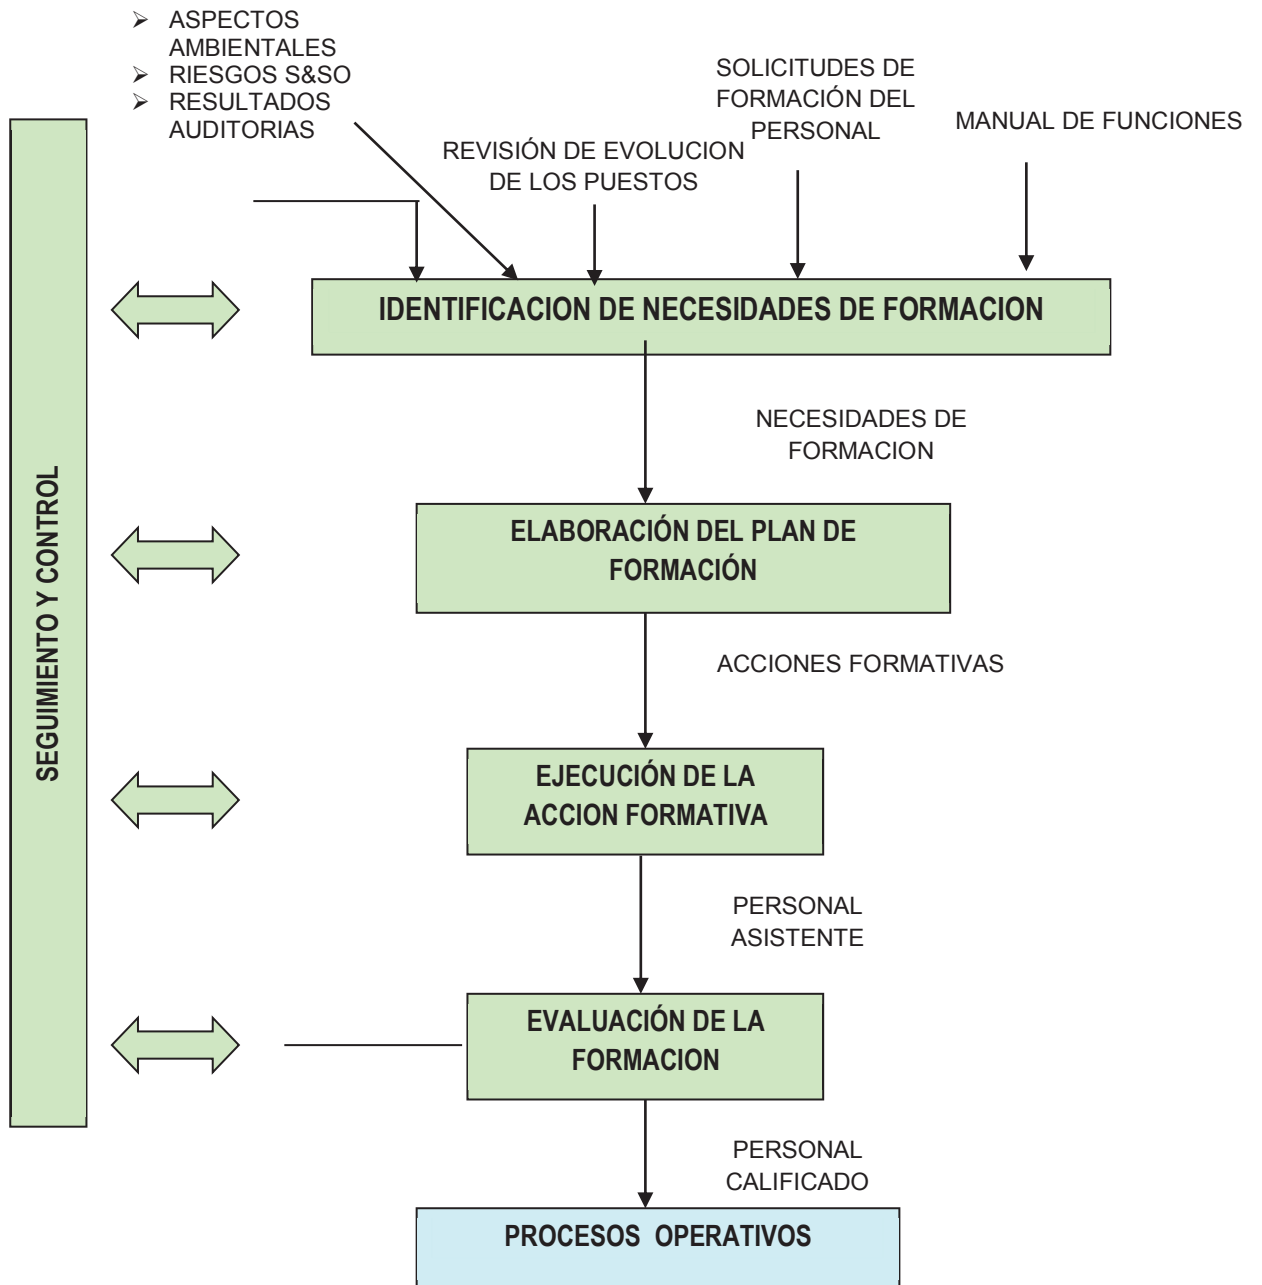 ➢ ASPECTOS
AMBIENTALES
➢ RIESGOS S&SO
➢ RESULTADOS
AUDITORIAS
REVISIÓN DE EVOLUCION
DE LOS PUESTOS
SOLICITUDES DE
FORMACIÓN DEL
PERSONAL
MANUAL DE FUNCIONES
SEGUIMIENTO Y CONTROL
IDENTIFICACION DE NECESIDADES DE FORMACION
NECESIDADES DE
FORMACION
ELABORACIÓN DEL PLAN DE
FORMACIÓN
ACCIONES FORMATIVAS
EJECUCIÓN DE LA
ACCION FORMATIVA
PERSONAL
ASISTENTE
EVALUACIÓN DE LA
FORMACION
PERSONAL
CALIFICADO
PROCESOS OPERATIVOS